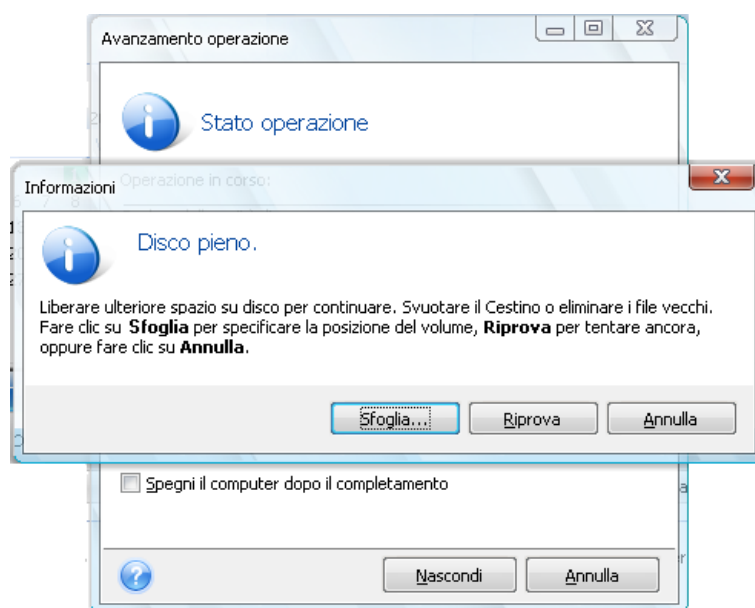 Avanzamento operazione
Stato operazione
Informazioni
Operazione in corso:
Disco pieno.
Liberare ulteriore spazio su disco per continuare. Svuotare il Cestino o eliminare i file vecchi.
Fare clic su Sfoglia per specificare la posizione del volume, Riprova per tentare ancora,
oppure fare clic su Annulla.
Sfoglia... Riprova Annulla
Spegni il computer dopo il completamento
Nascondi Annulla